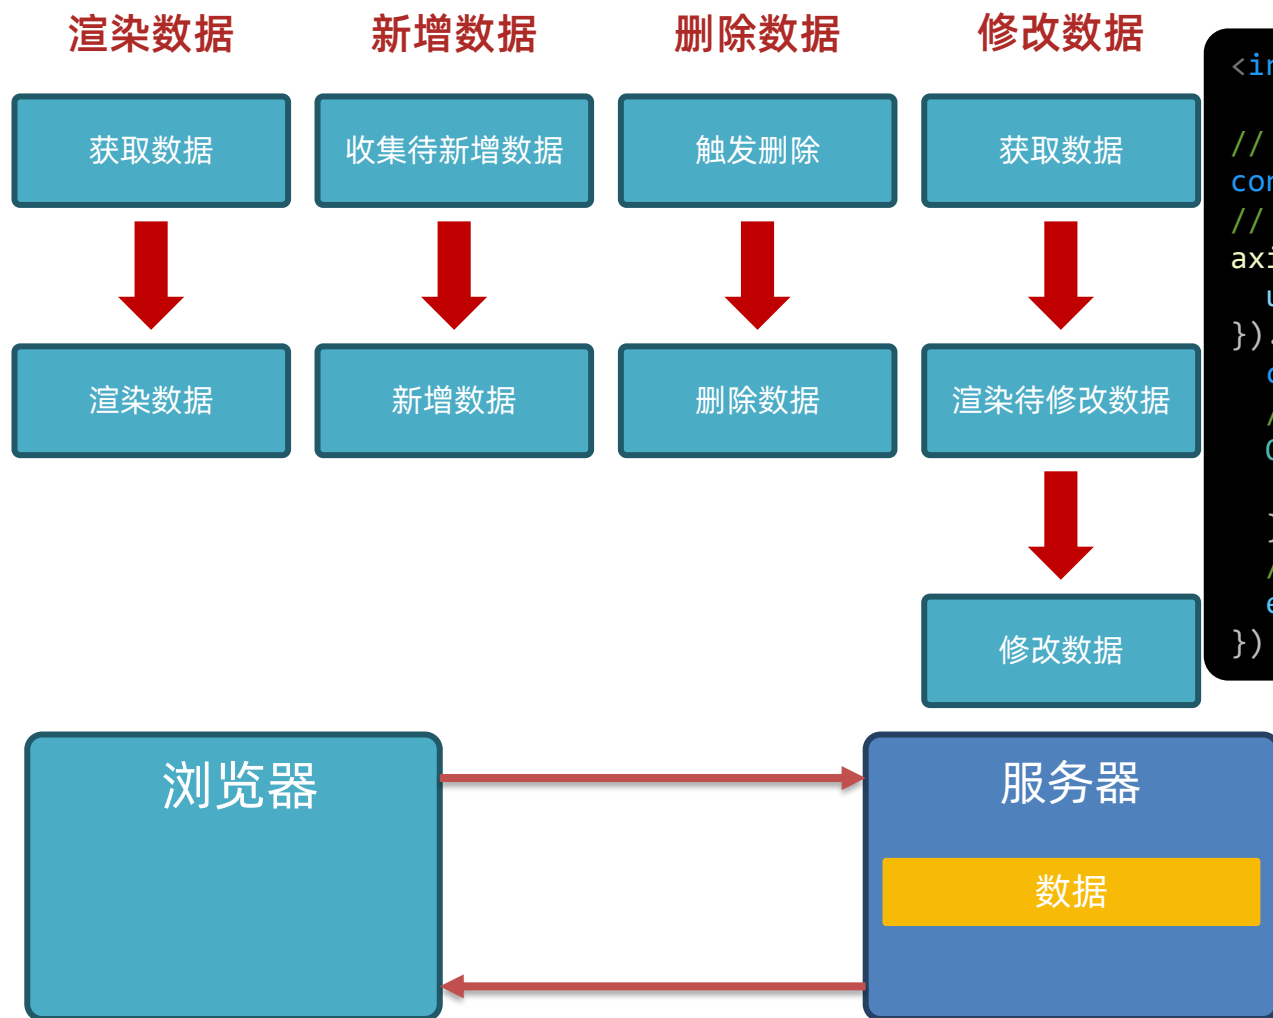 渲染数据
新增数据
删除数据
修改数据
获取数据
收集待新增数据
触发删除
获取数据
渲染数据
新增数据
删除数据
渲染待修改数据
修改数据
//
//
}).
}
})
浏览器
服务器
数据